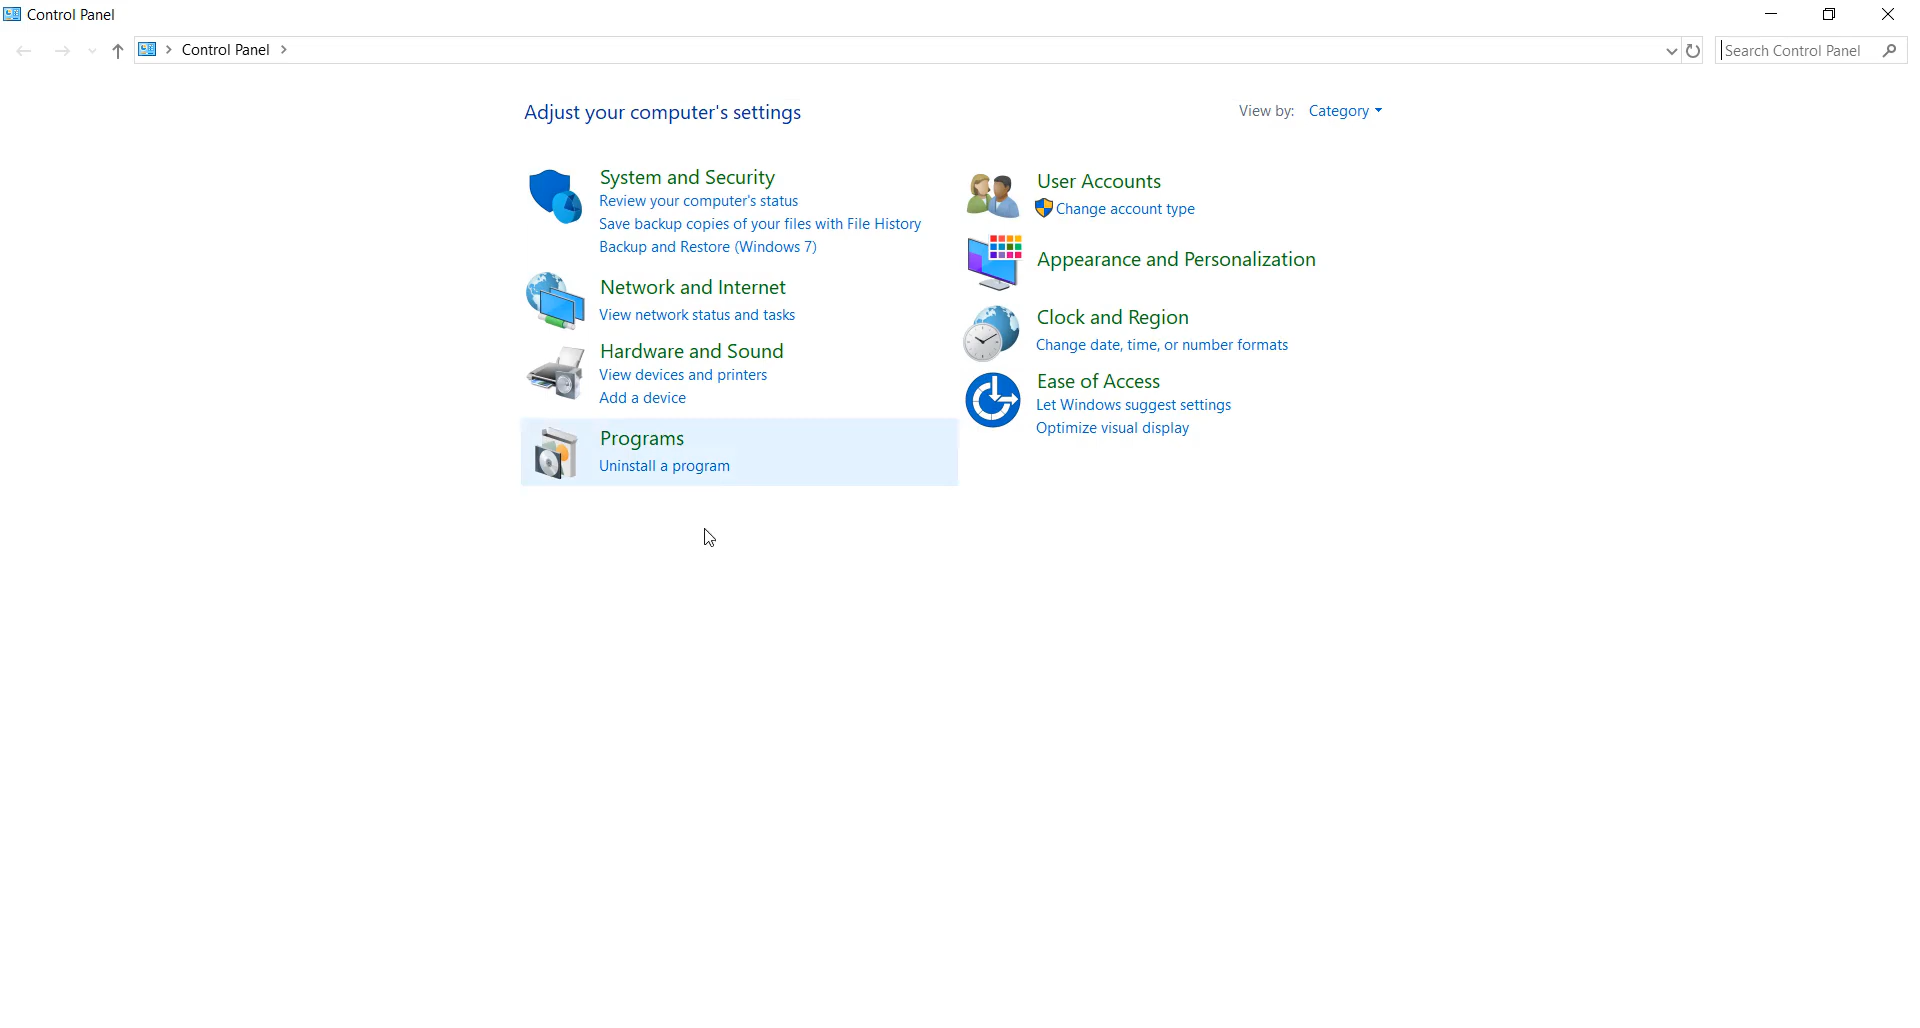 Control Panel
Control Panel
Search Control Panel
Adjust your computer's settings
View by: Category
System and Security
Review your computer's status
Save backup copies of your files with File History
Backup and Restore (Windows 7)
Network and Internet
View network status and tasks
Hardware and Sound
View devices and printers
Add a device
Programs
Uninstall a program
User Accounts
Change account type
Appearance and Personalization
Clock and Region
Change date, time, or number formats
Ease of Access
Let Windows suggest settings
Optimize visual display